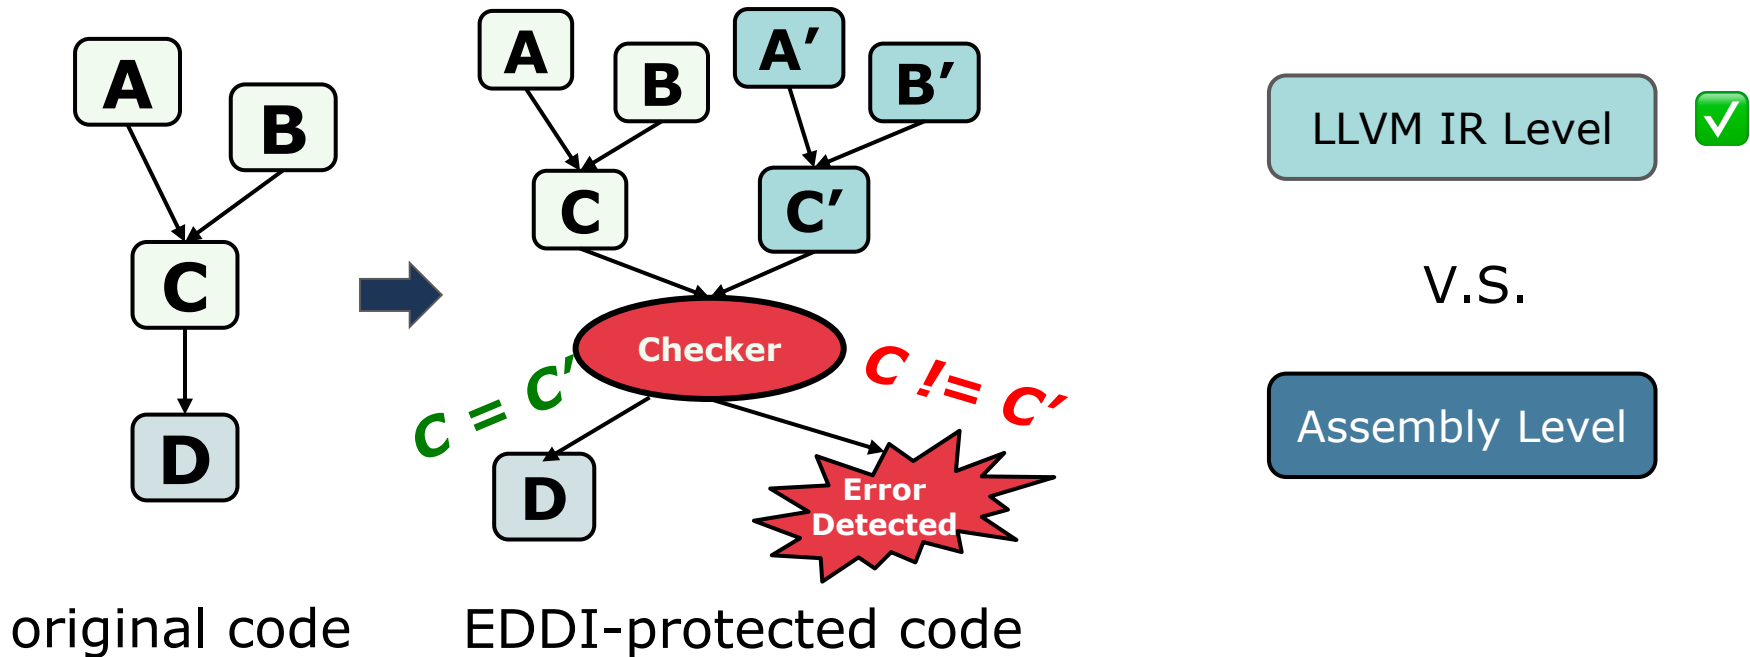 A
B
C
D
original code
A
B
A′
B′
C
C′
Checker
C = C′
C != C′
D
Error
Detected
EDDI-protected code
LLVM IR Level
✅
V.S.
Assembly Level